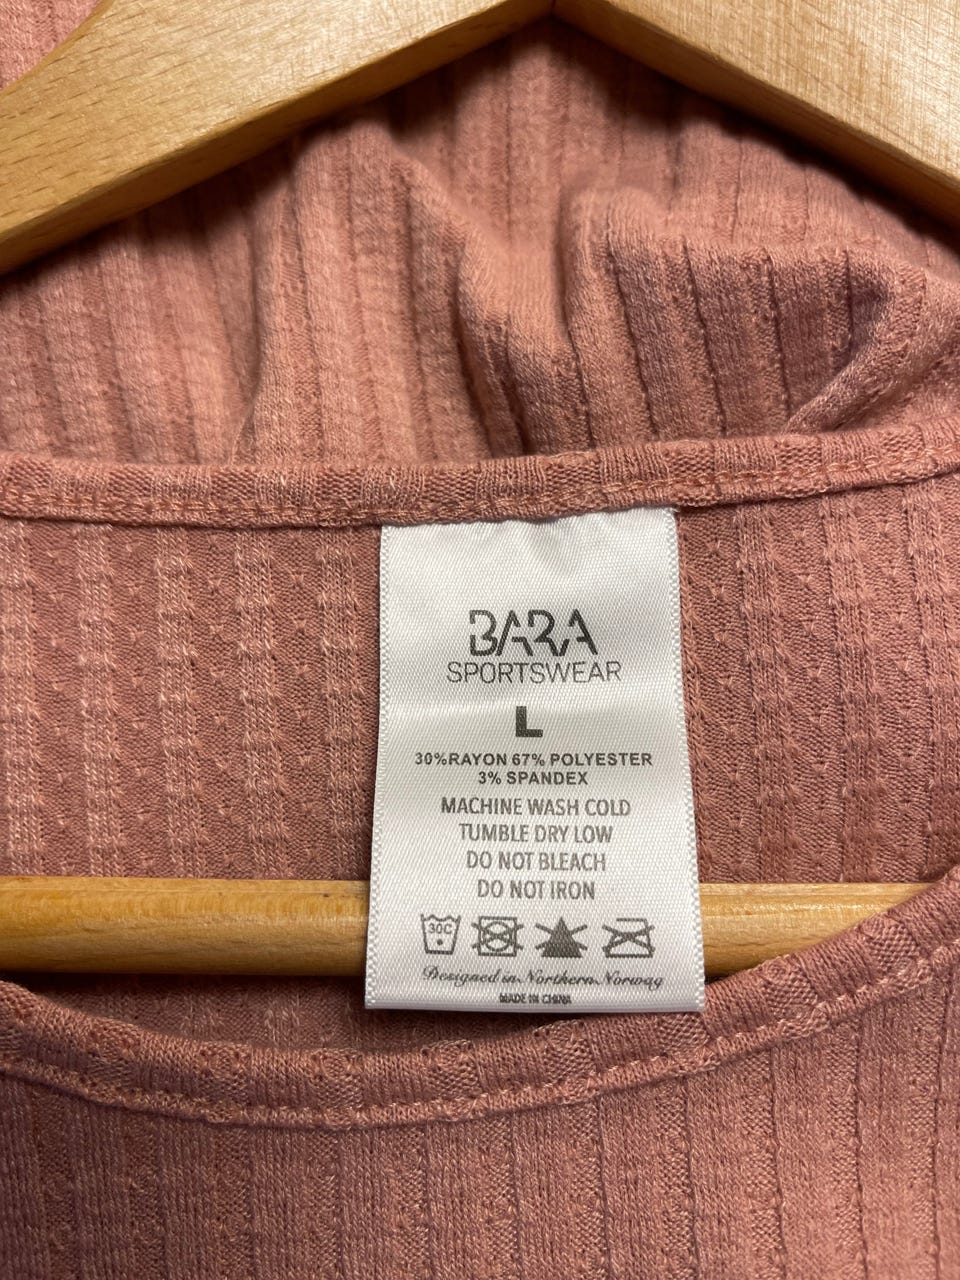 BARA
SPORTSWEAR
L
30%RAYON 67% POLYESTER
3% SPANDEX
MACHINE WASH COLD
TUMBLE DRY LOW
DO NOT BLEACH
DO NOT IRON
30C
Designed in Northern Norway
MADE IN CHINA